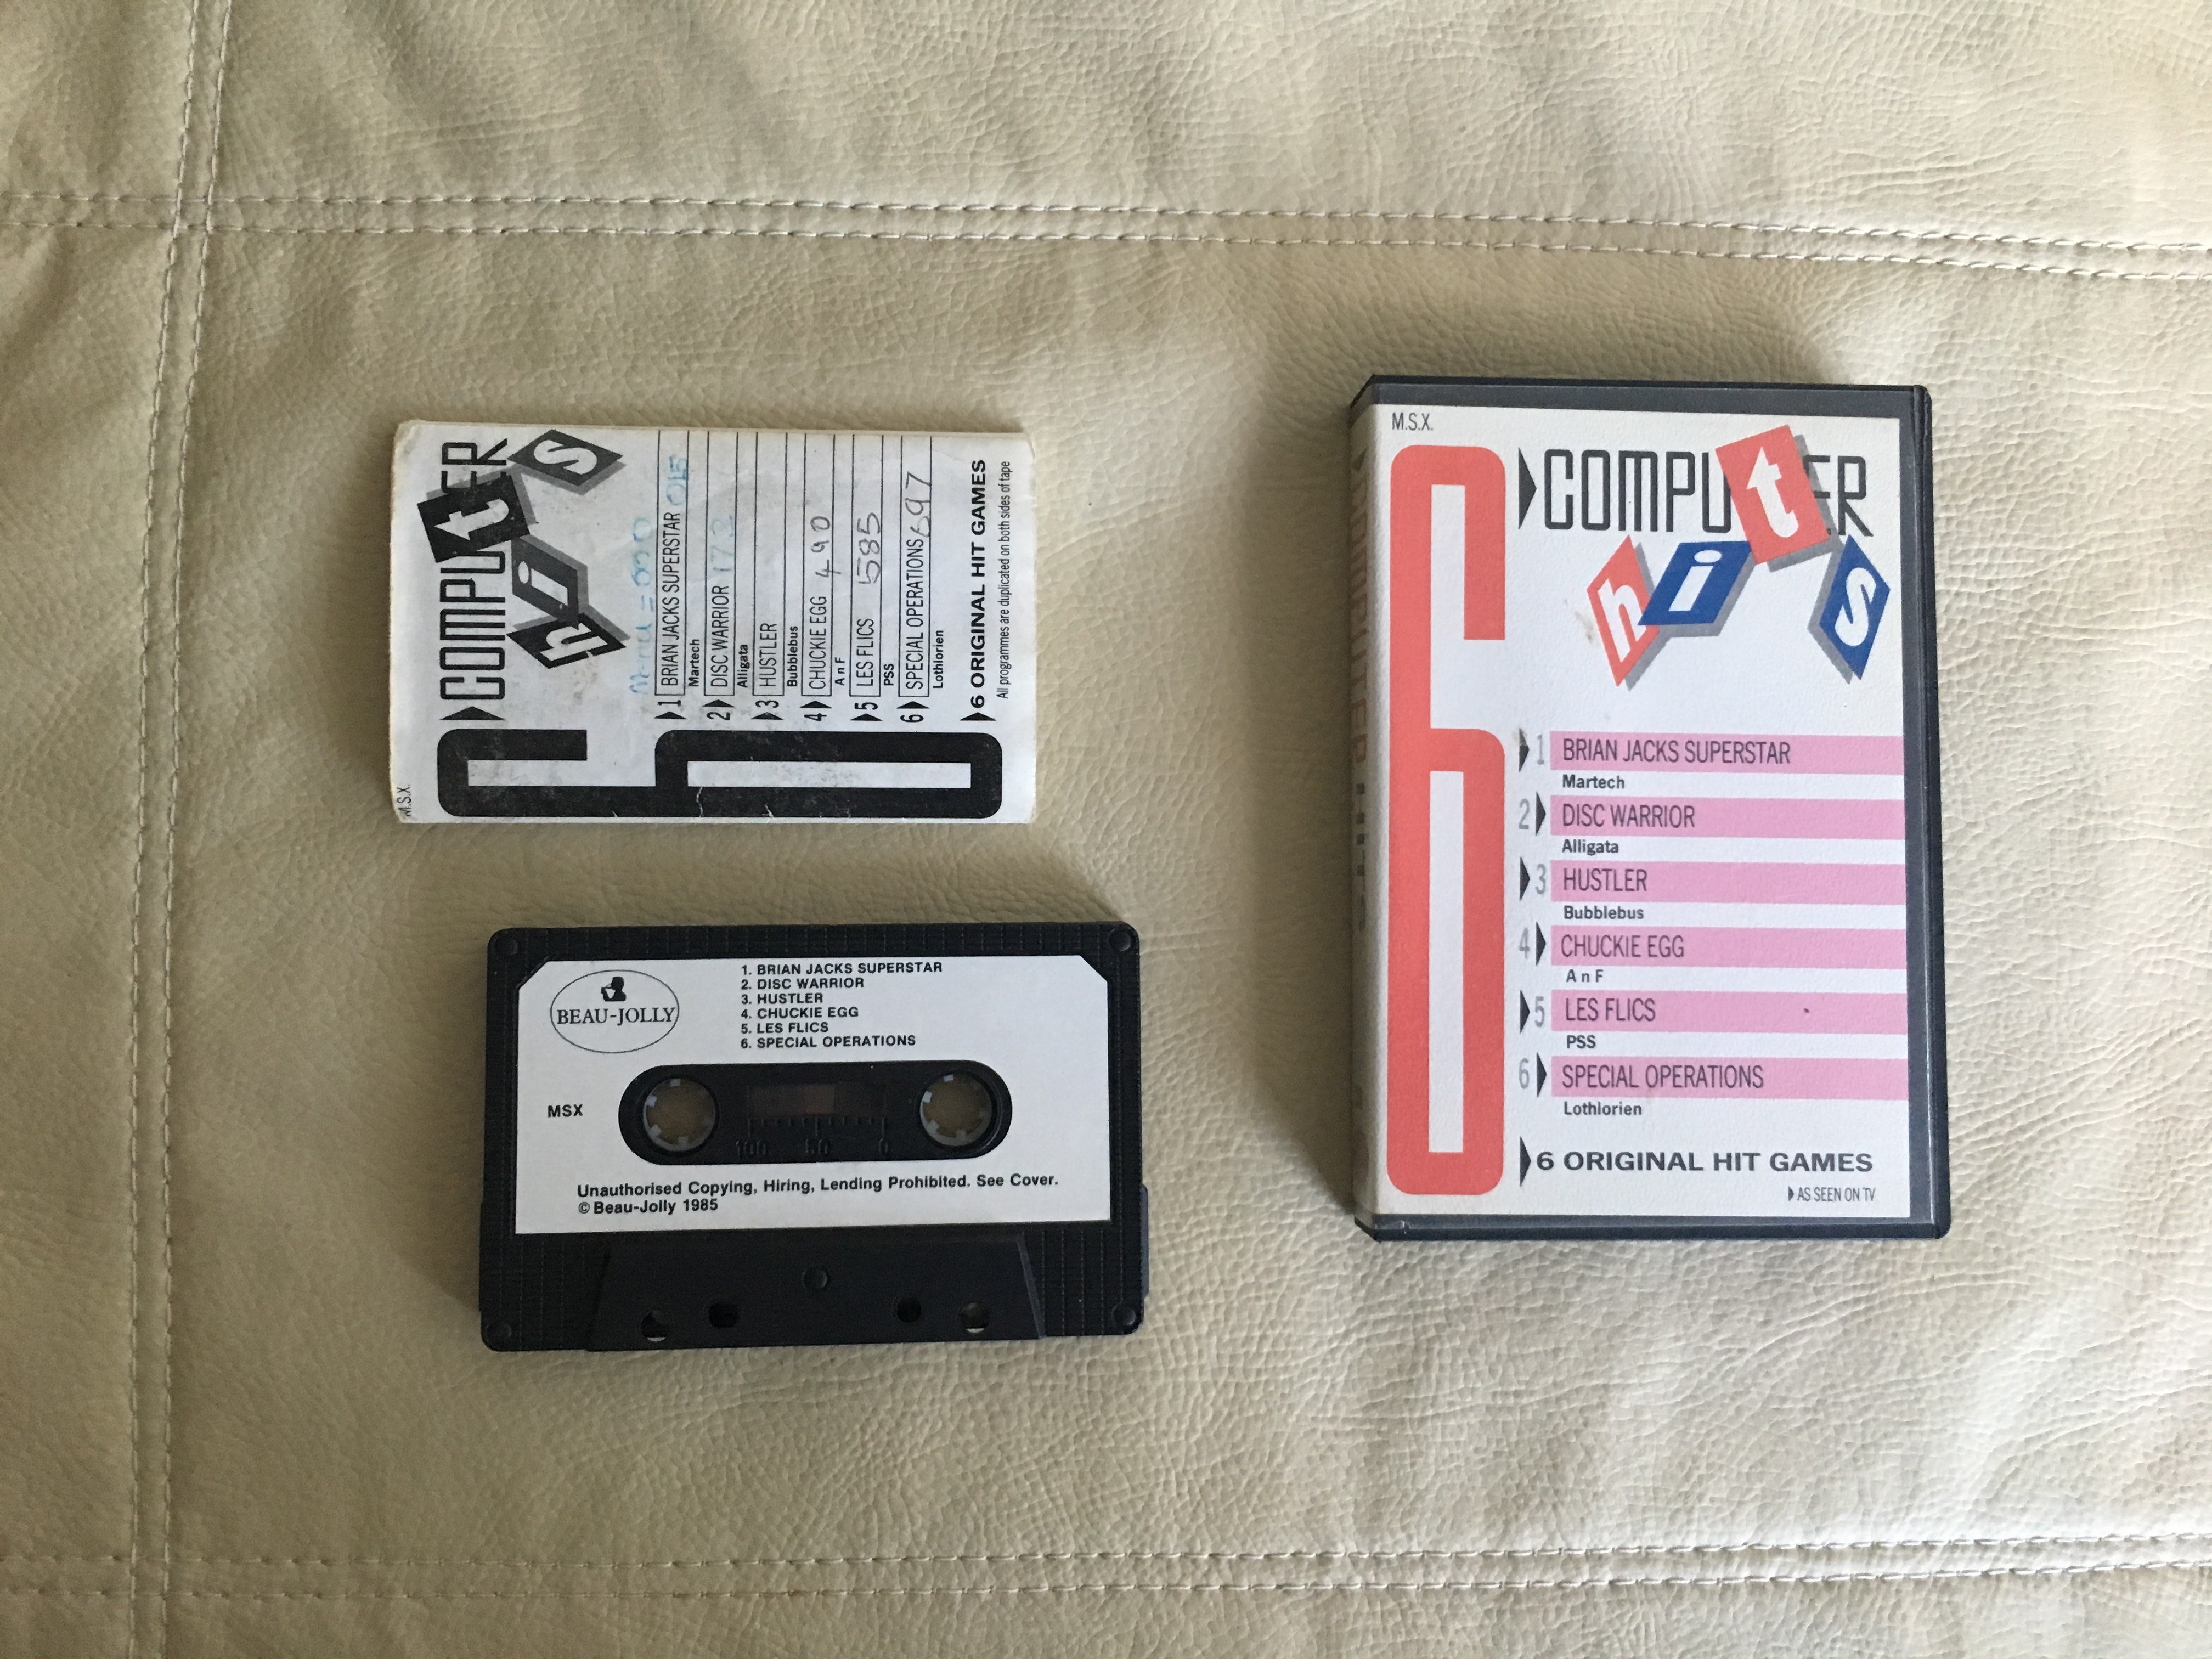 M.S.X.
6
COMPUTER
hits
MENU = 000
1 BRIAN JACKS SUPERSTAR 015
Martech
2 DISC WARRIOR 173
Alligata
3 HUSTLER
Bubblebus
4 CHUCKIE EGG 490
A n F
5 LES FLICS 585
PSS
6 SPECIAL OPERATIONS 697
Lothlorien
6 ORIGINAL HIT GAMES
All programmes are duplicated on both sides of tape
BEAU-JOLLY
1. BRIAN JACKS SUPERSTAR
2. DISC WARRIOR
3. HUSTLER
4. CHUCKIE EGG
5. LES FLICS
6. SPECIAL OPERATIONS
MSX
100 50 0
Unauthorised Copying, Hiring, Lending Prohibited. See Cover.
© Beau-Jolly 1985
M.S.X.
6
COMPUTER
hits
1 BRIAN JACKS SUPERSTAR
Martech
2 DISC WARRIOR
Alligata
3 HUSTLER
Bubblebus
4 CHUCKIE EGG
A n F
5 LES FLICS
PSS
6 SPECIAL OPERATIONS
Lothlorien
6 ORIGINAL HIT GAMES
AS SEEN ON TV
COMPUTER HITS